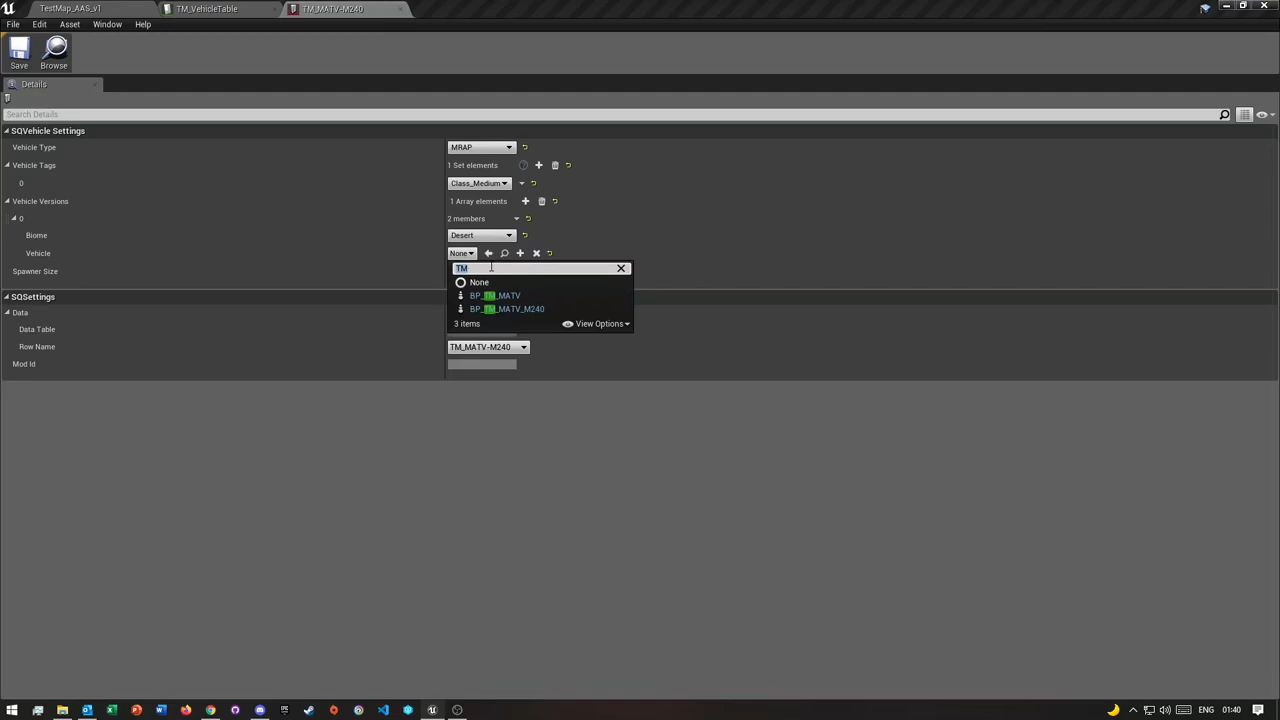 TestMap_AAS_v1
TM_VehicleTable
TM_MATV-M240
File Edit Asset Window Help
Save Browse
Details
Search Details
SQVehicle Settings
Vehicle Type MRAP
Vehicle Tags 1 Set elements
0 Class_Medium
Vehicle Versions 1 Array elements
0 2 members
Biome Desert
Vehicle None
TM
Spawner Size
None
BP_TM_MATV
SQSettings
BP_TM_MATV_M240
Data
3 items View Options
Data Table
Row Name TM_MATV-M240
Mod Id
ENG 01:40